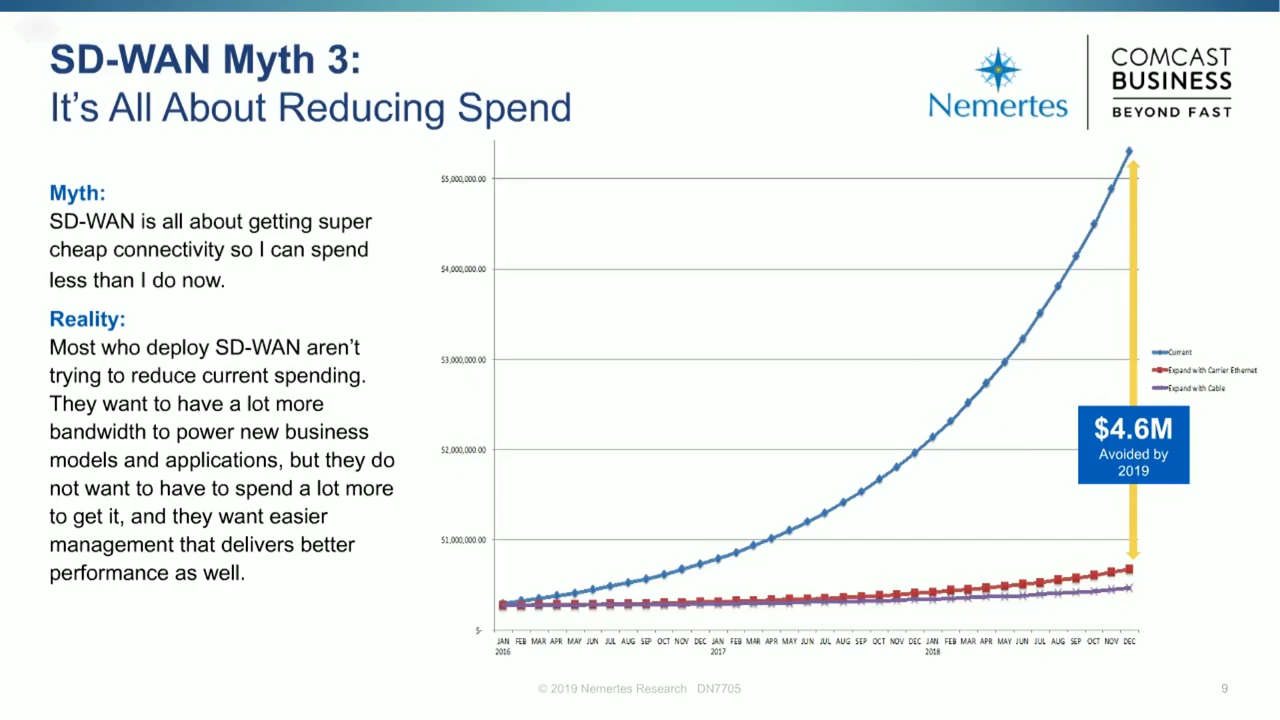 SD-WAN Myth 3:
It's All About Reducing Spend
Nemertes
COMCAST
BUSINESS
BEYOND FAST
Myth:
SD-WAN is all about getting super
cheap connectivity so I can spend
less than I do now.
Reality:
Most who deploy SD-WAN aren't
trying to reduce current spending.
They want to have a lot more
bandwidth to power new business
models and applications, but they do
not want to have to spend a lot more
to get it, and they want easier
management that delivers better
performance as well.
$5,000,000.00
$4,000,000.00
$3,000,000.00
$2,000,000.00
$1,000,000.00
$-
JAN FEB MAR APR MAY JUN JUL AUG SEP OCT NOV DEC JAN FEB MAR APR MAY JUN JUL AUG SEP OCT NOV DEC JAN FEB MAR APR MAY JUN JUL AUG SEP OCT NOV DEC
2016 2017 2018
Current
Expand with Carrier Ethernet
Expand with Cable
$4.6M
Avoided by
2019
© 2019 Nemertes Research DN7705
9